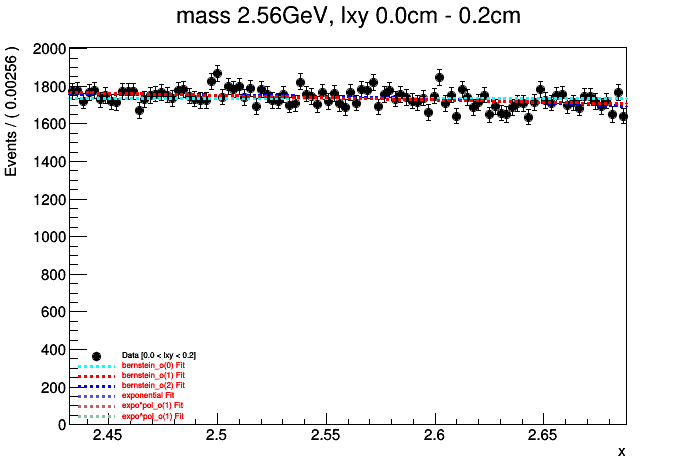 mass 2.56GeV, lxy 0.0cm - 0.2cm
Events / ( 0.00256 )
2000
1800
1600
1400
1200
1000
800
600
400
200
0
Data [0.0 < lxy < 0.2]
bernstein_o(0) Fit
bernstein_o(1) Fit
bernstein_o(2) Fit
exponential Fit
expo*pol_o(1) Fit
expo*pol_o(1) Fit
2.45 2.5 2.55 2.6 2.65
x